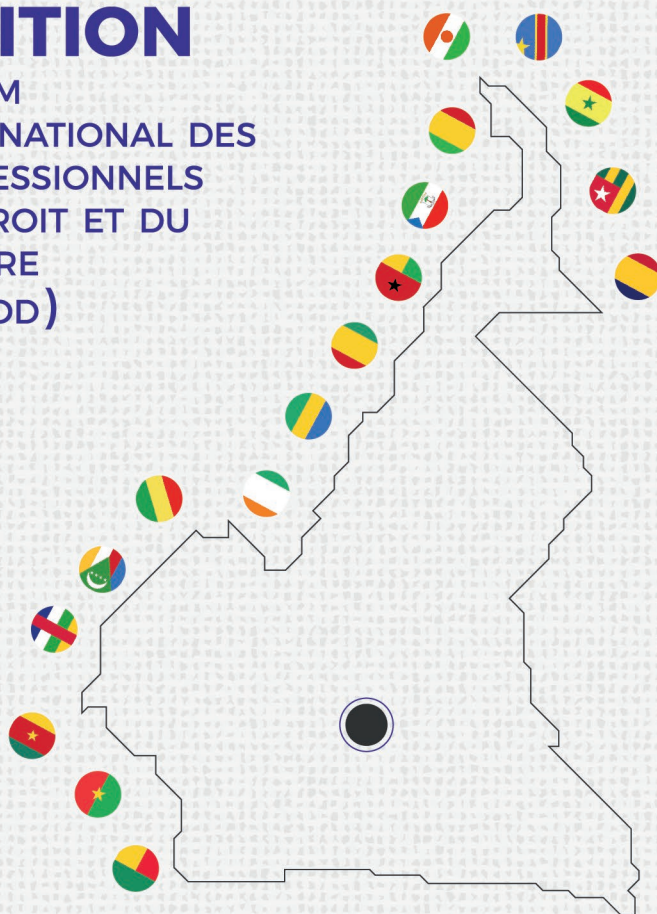 ITION
M
NATIONAL DES
ESSIONNELS
ROIT ET DU
RE
DD)